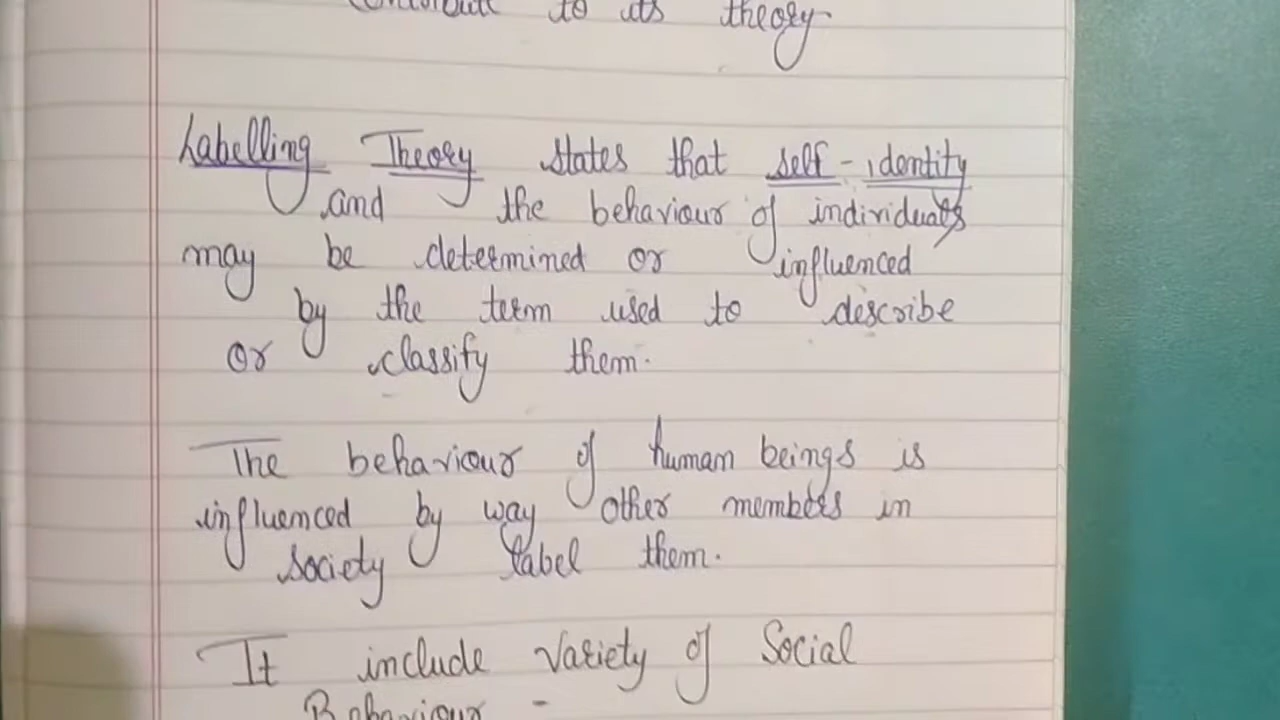 Contribute to its theory
Labelling Theory states that self-identity
and the behaviour of individuals
may be determined or influenced
by the term used to describe
or classify them.
The behaviour of human beings is
influenced by way other members in
society label them.
It include Variety of Social
Behaviour -